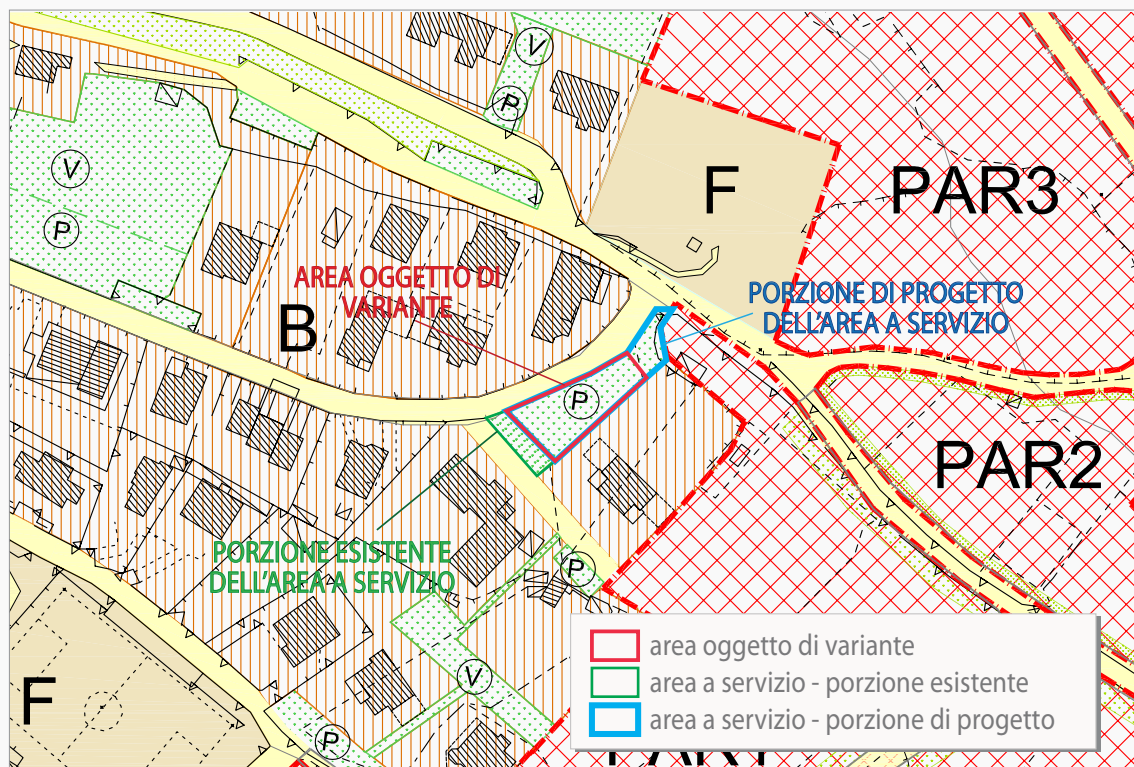 V
P
V
P
F
PAR3
AREA OGGETTO DI
VARIANTE
PORZIONE DI PROGETTO
DELL'AREA A SERVIZIO
B
P
PAR2
PORZIONE ESISTENTE
DELL'AREA A SERVIZIO
P
V
F
P
area oggetto di variante
area a servizio - porzione esistente
area a servizio - porzione di progetto